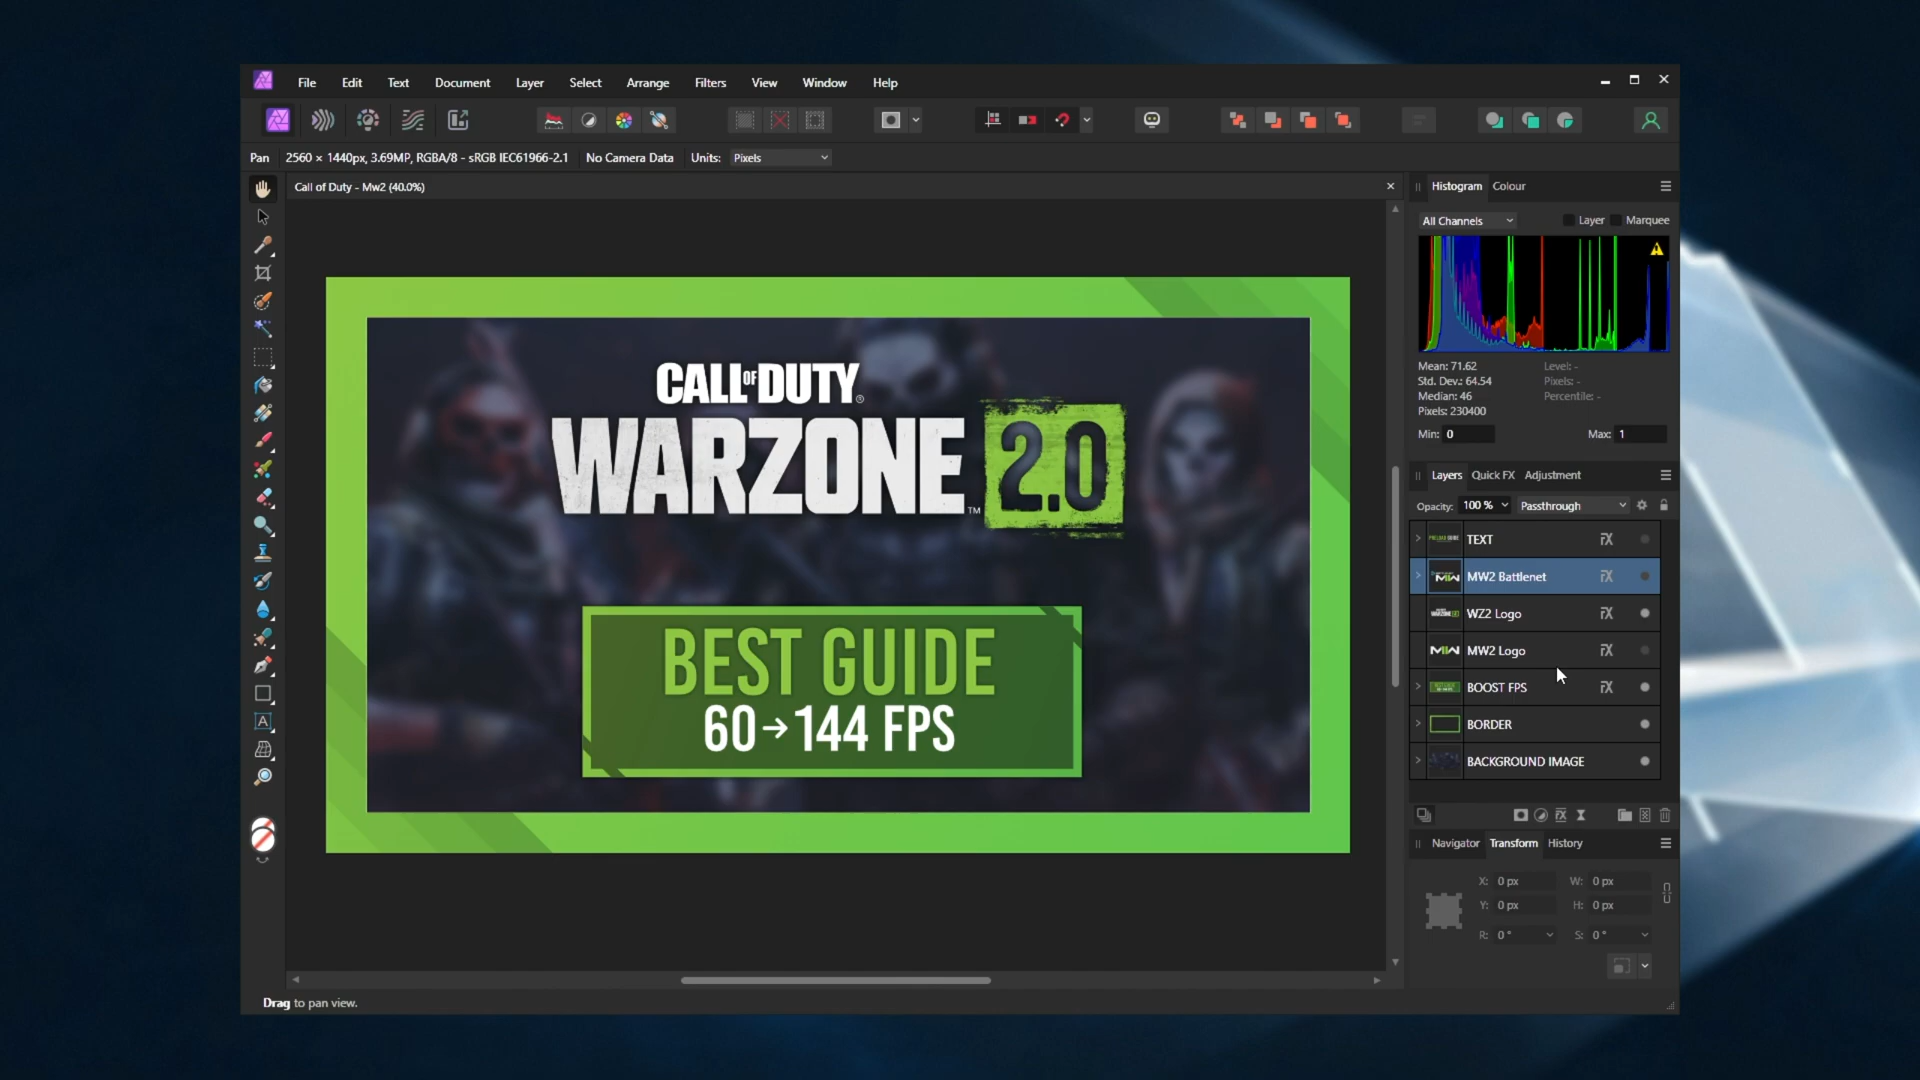 File Edit Text Document Layer Select Arrange Filters View Window Help
Pan 2560 × 1440px, 3.69MP, RGBA/8 - sRGB IEC61966-2.1 No Camera Data Units: Pixels
Call of Duty - Mw2 (40.0%)
CALL OF DUTY®
WARZONE™ 2.0
BEST GUIDE
60→144 FPS
Histogram Colour
All Channels Layer Marquee
Mean: 71.62 Level: -
Std. Dev.: 64.54 Pixels: -
Median: 46 Percentile: -
Pixels: 230400
Min: 0 Max: 1
Layers Quick FX Adjustment
Opacity: 100 % Passthrough
TEXT
MW2 Battlenet
WZ2 Logo
MW2 Logo
BOOST FPS
BORDER
BACKGROUND IMAGE
Navigator Transform History
X: 0 px W: 0 px
Y: 0 px H: 0 px
R: 0 ° S: 0 °
Drag to pan view.